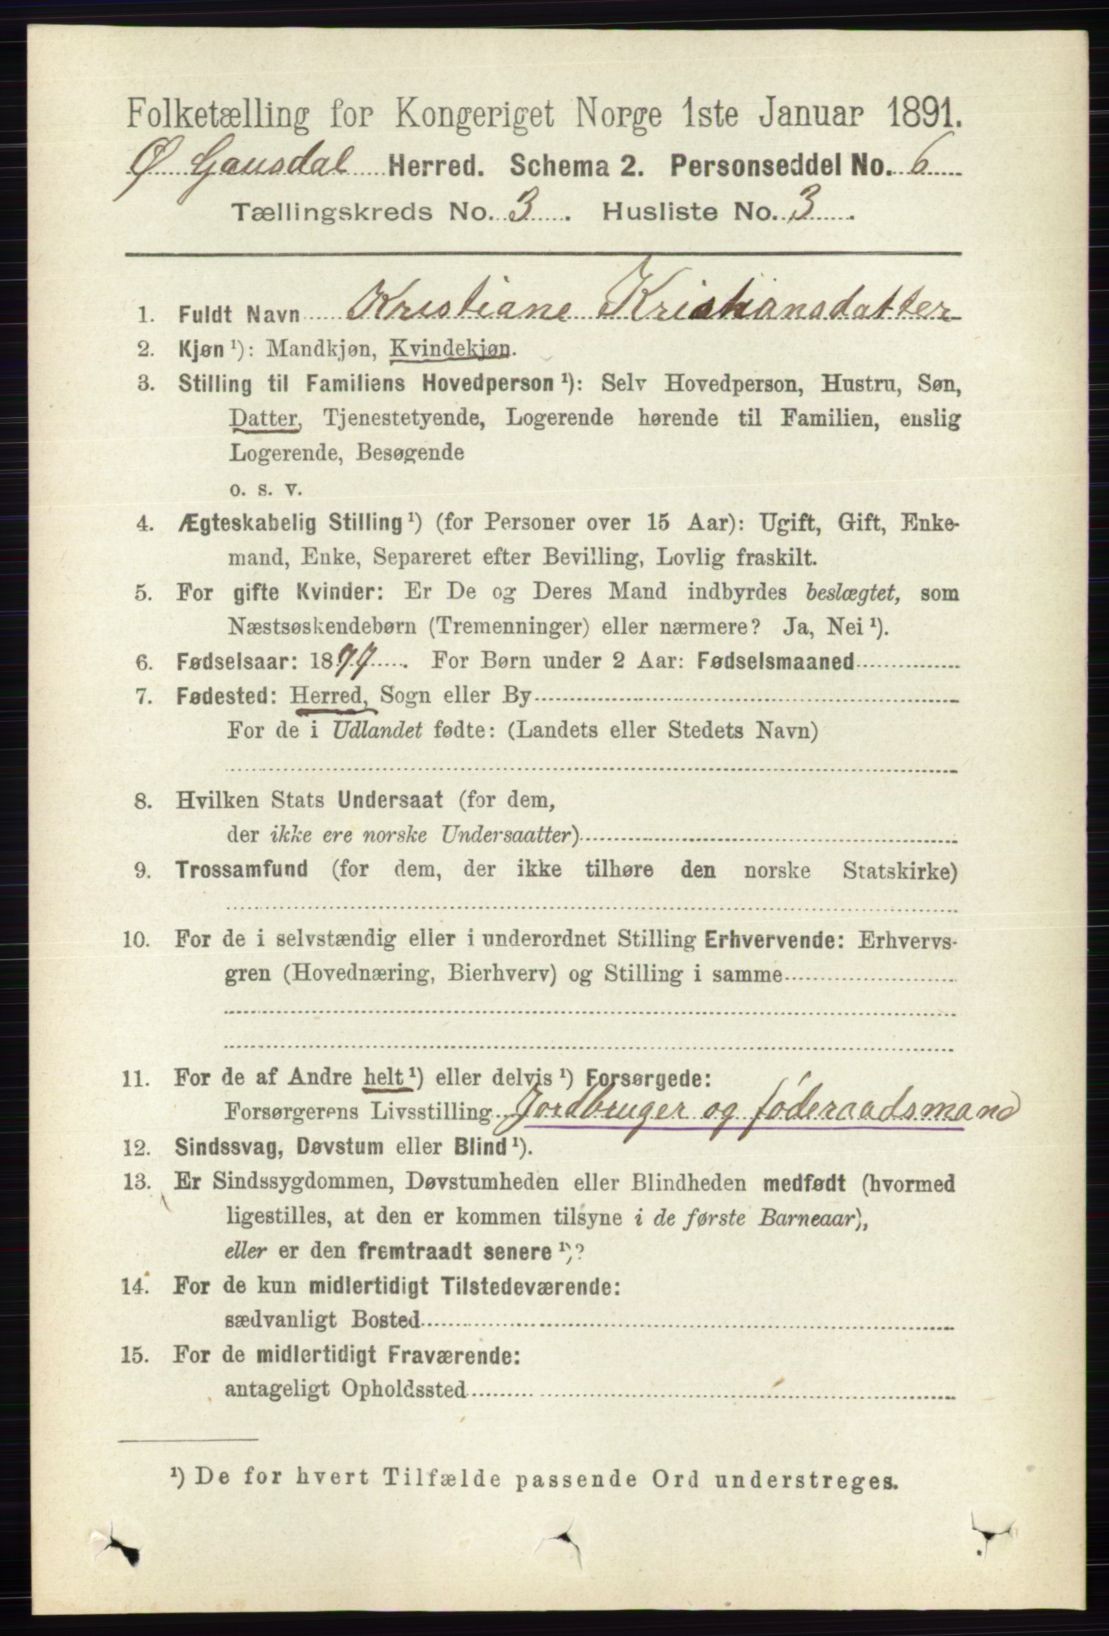 Folketælling for Kongeriget Norge 1ste Januar 1891.
Ø Gausdal Herred. Schema 2. Personseddel No. 6
Tællingskreds No. 3. Husliste No. 3.
1. Fuldt Navn Kristiane Kristiansdatter
2. Kjøn ¹): Mandkjøn, Kvindekjøn.
3. Stilling til Familiens Hovedperson ¹): Selv Hovedperson, Hustru, Søn,
Datter, Tjenestetyende, Logerende hørende til Familien, enslig
Logerende, Besøgende
o. s. v.
4. Ægteskabelig Stilling ¹) (for Personer over 15 Aar): Ugift, Gift, Enke-
mand, Enke, Separeret efter Bevilling, Lovlig fraskilt.
5. For gifte Kvinder: Er De og Deres Mand indbyrdes beslægtet, som
Næstsøskendebørn (Tremenninger) eller nærmere? Ja, Nei ¹).
6. Fødselsaar: 1877. For Børn under 2 Aar: Fødselsmaaned
7. Fødested: Herred, Sogn eller By
For de i Udlandet fødte: (Landets eller Stedets Navn)
8. Hvilken Stats Undersaat (for dem,
der ikke ere norske Undersaatter)
9. Trossamfund (for dem, der ikke tilhøre den norske Statskirke)
10. For de i selvstændig eller i underordnet Stilling Erhvervende: Erhvervs-
gren (Hovednæring, Bierhverv) og Stilling i samme
11. For de af Andre helt ¹) eller delvis ¹) Forsørgede:
Forsørgerens Livsstilling Jordbruger og føderaadsmand
12. Sindssvag, Døvstum eller Blind ¹).
13. Er Sindssygdommen, Døvstumheden eller Blindheden medfødt (hvormed
ligestilles, at den er kommen tilsyne i de første Barneaar),
eller er den fremtraadt senere ¹)?
14. For de kun midlertidigt Tilstedeværende:
sædvanligt Bosted
15. For de midlertidigt Fraværende:
antageligt Opholdssted
¹) De for hvert Tilfælde passende Ord understreges.